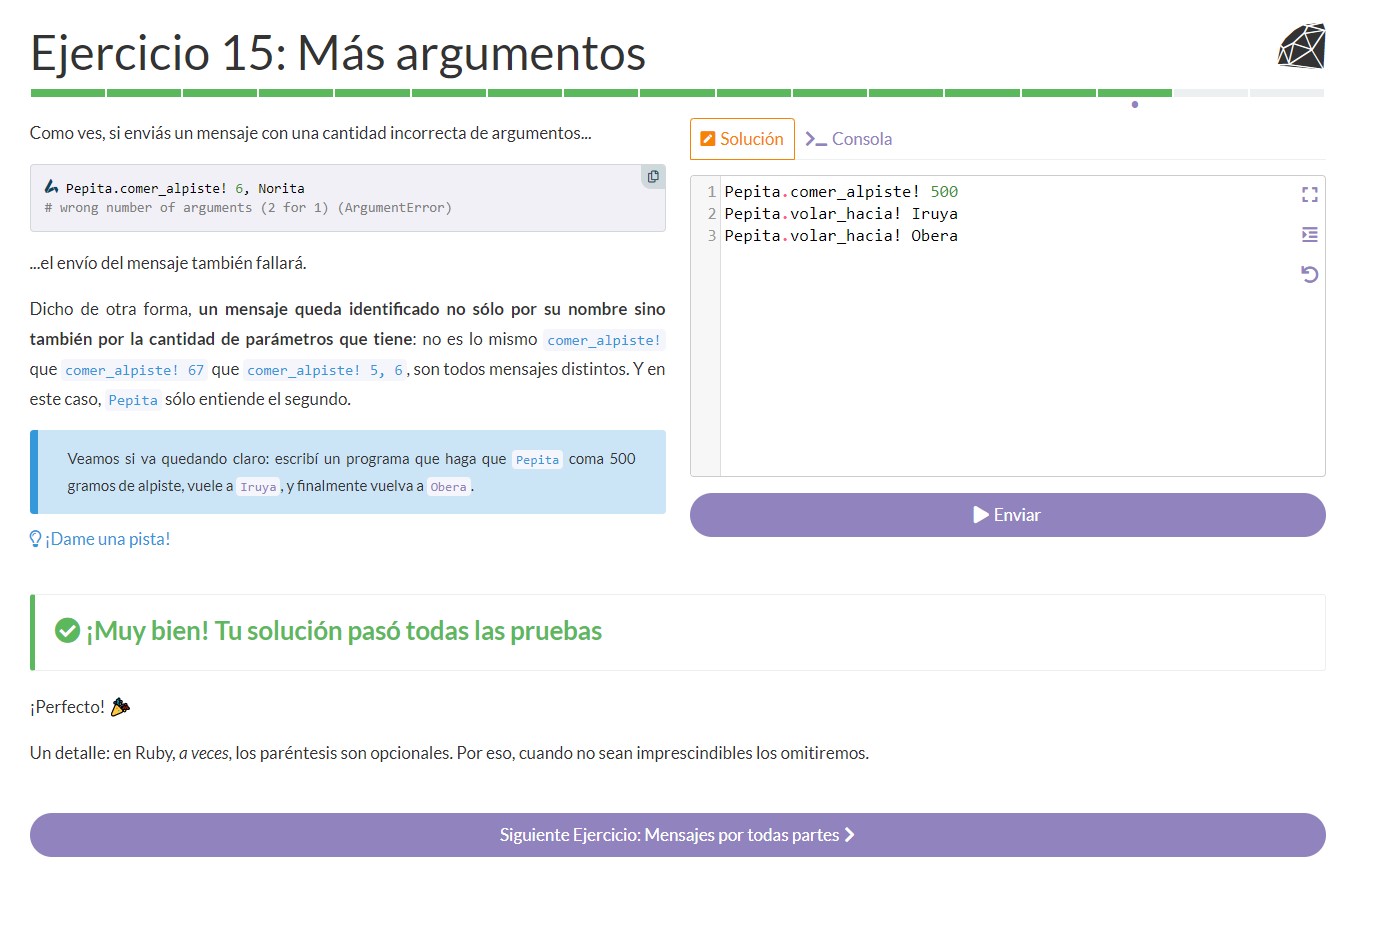 Ejercicio 15: Más argumentos
Como ves, si enviás un mensaje con una cantidad incorrecta de argumentos...
Pepita.comer_alpiste! 6, Norita
# wrong number of arguments (2 for 1) (ArgumentError)
...el envío del mensaje también fallará.
Dicho de otra forma, un mensaje queda identificado no sólo por su nombre sino
también por la cantidad de parámetros que tiene: no es lo mismo comer_alpiste!
que comer_alpiste! 67 que comer_alpiste! 5, 6, son todos mensajes distintos. Y en
este caso, Pepita sólo entiende el segundo.
Veamos si va quedando claro: escribí un programa que haga que Pepita coma 500
gramos de alpiste, vuele a Iruya, y finalmente vuelva a Obera.
¡Dame una pista!
Solución
Consola
1 Pepita.comer_alpiste! 500
2 Pepita.volar_hacia! Iruya
3 Pepita.volar_hacia! Obera
Enviar
¡Muy bien! Tu solución pasó todas las pruebas
¡Perfecto!
Un detalle: en Ruby, a veces, los paréntesis son opcionales. Por eso, cuando no sean imprescindibles los omitiremos.
Siguiente Ejercicio: Mensajes por todas partes